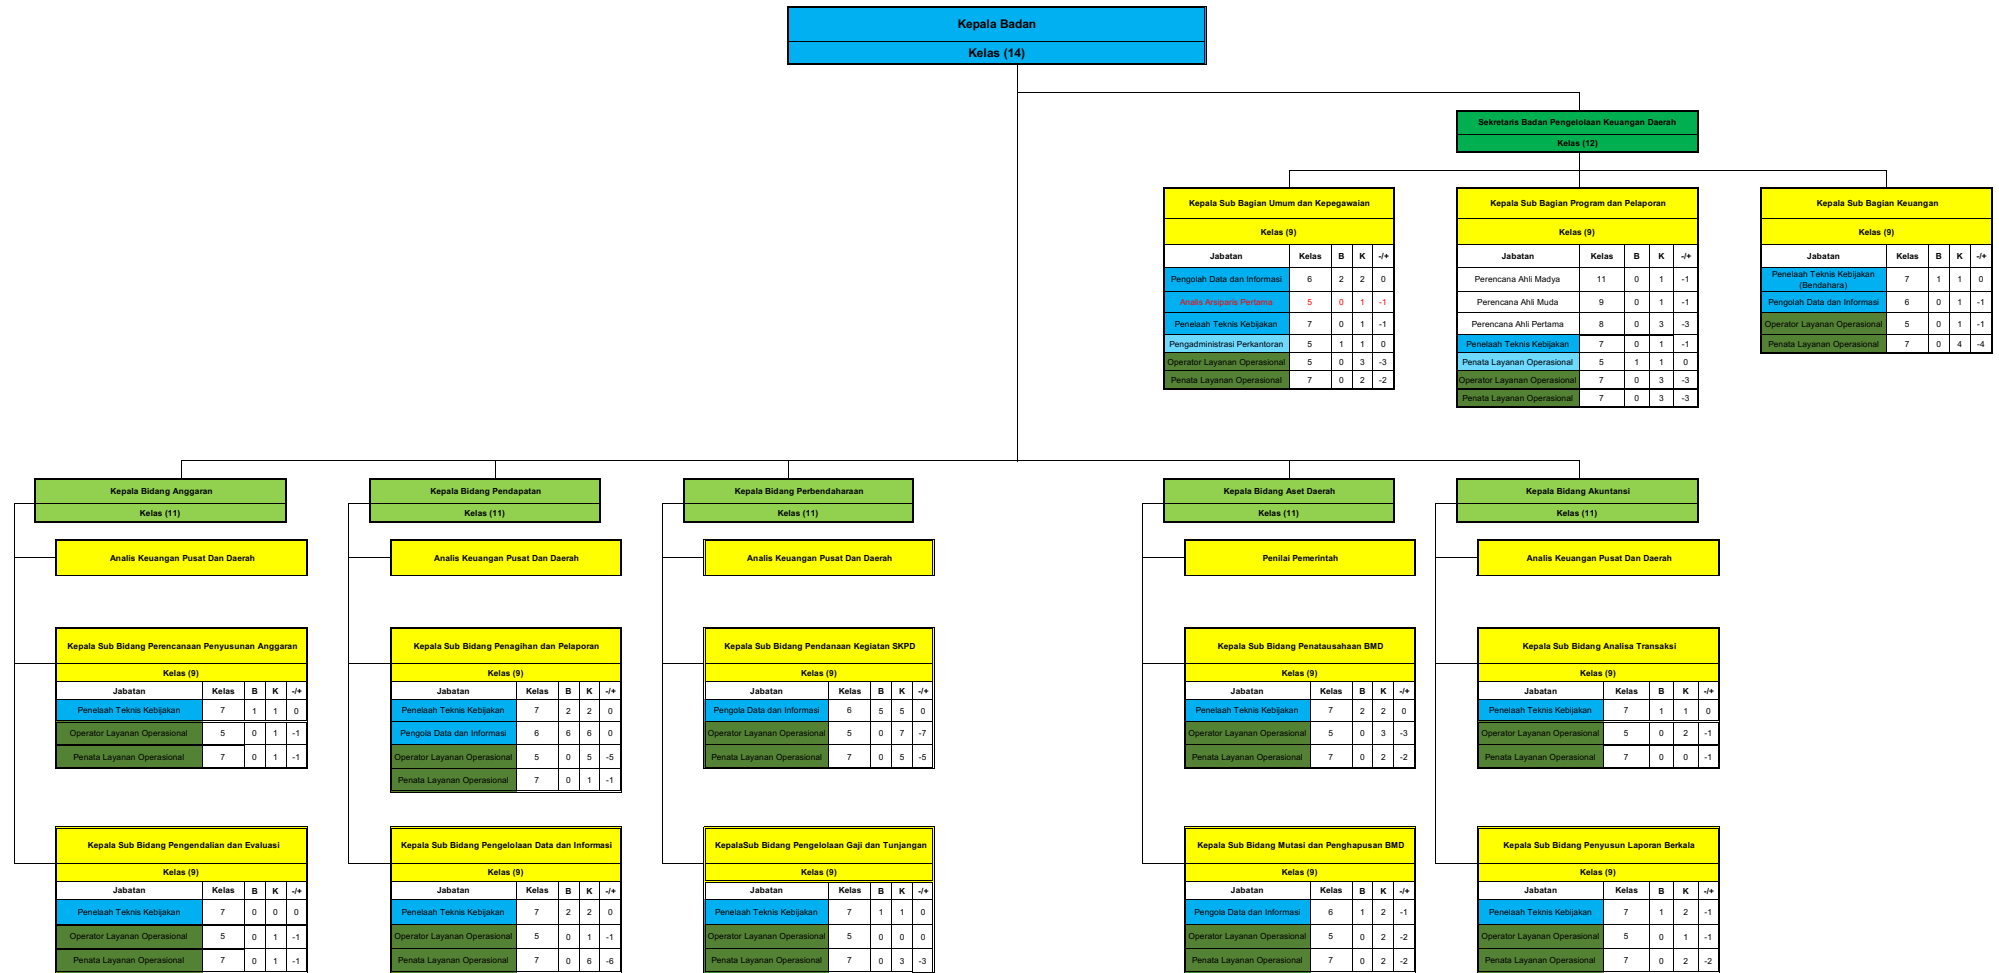 Kepala Badan
Kelas (14)
Sekretaris Badan Pengelolaan Keuangan Daerah
Kelas (12)
Kepala Sub Bagian Umum dan Kepegawaian
Kelas (9)
Jabatan Kelas B K -/+
Pengolah Data dan Informasi 6 2 2 0
Analis Arsiparis Pertama 5 0 1 -1
Penelaah Teknis Kebijakan 7 0 1 -1
Pengadministrasi Perkantoran 5 1 1 0
Operator Layanan Operasional 5 0 3 -3
Penata Layanan Operasional 7 0 2 -2
Kepala Sub Bagian Program dan Pelaporan
Kelas (9)
Jabatan Kelas B K -/+
Perencana Ahli Madya 11 0 1 -1
Perencana Ahli Muda 9 0 1 -1
Perencana Ahli Pertama 8 0 3 -3
Penelaah Teknis Kebijakan 7 0 1 -1
Penata Layanan Operasional 5 1 1 0
Operator Layanan Operasional 7 0 3 -3
Penata Layanan Operasional 7 0 3 -3
Kepala Sub Bagian Keuangan
Kelas (9)
Jabatan Kelas B K -/+
Penelaah Teknis Kebijakan
(Bendahara) 7 1 1 0
Pengolah Data dan Informasi 6 0 1 -1
Operator Layanan Operasional 5 0 1 -1
Penata Layanan Operasional 7 0 4 -4
Kepala Bidang Anggaran
Kelas (11)
Analis Keuangan Pusat Dan Daerah
Kepala Sub Bidang Perencanaan Penyusunan Anggaran
Kelas (9)
Jabatan Kelas B K -/+
Penelaah Teknis Kebijakan 7 1 1 0
Operator Layanan Operasional 5 0 1 -1
Penata Layanan Operasional 7 0 1 -1
Kepala Sub Bidang Pengendalian dan Evaluasi
Kelas (9)
Jabatan Kelas B K -/+
Penelaah Teknis Kebijakan 7 0 0 0
Operator Layanan Operasional 5 0 1 -1
Penata Layanan Operasional 7 0 1 -1
Kepala Bidang Pendapatan
Kelas (11)
Analis Keuangan Pusat Dan Daerah
Kepala Sub Bidang Penagihan dan Pelaporan
Kelas (9)
Jabatan Kelas B K -/+
Penelaah Teknis Kebijakan 7 2 2 0
Pengola Data dan Informasi 6 6 6 0
Operator Layanan Operasional 5 0 5 -5
Penata Layanan Operasional 7 0 1 -1
Kepala Sub Bidang Pengelolaan Data dan Informasi
Kelas (9)
Jabatan Kelas B K -/+
Penelaah Teknis Kebijakan 7 2 2 0
Operator Layanan Operasional 5 0 1 -1
Penata Layanan Operasional 7 0 6 -6
Kepala Bidang Perbendaharaan
Kelas (11)
Analis Keuangan Pusat Dan Daerah
Kepala Sub Bidang Pendanaan Kegiatan SKPD
Kelas (9)
Jabatan Kelas B K -/+
Pengola Data dan Informasi 6 5 5 0
Operator Layanan Operasional 5 0 7 -7
Penata Layanan Operasional 7 0 5 -5
KepalaSub Bidang Pengelolaan Gaji dan Tunjangan
Kelas (9)
Jabatan Kelas B K -/+
Penelaah Teknis Kebijakan 7 1 1 0
Operator Layanan Operasional 5 0 0 0
Penata Layanan Operasional 7 0 3 -3
Kepala Bidang Aset Daerah
Kelas (11)
Penilai Pemerintah
Kepala Sub Bidang Penatausahaan BMD
Kelas (9)
Jabatan Kelas B K -/+
Penelaah Teknis Kebijakan 7 2 2 0
Operator Layanan Operasional 5 0 3 -3
Penata Layanan Operasional 7 0 2 -2
Kepala Sub Bidang Mutasi dan Penghapusan BMD
Kelas (9)
Jabatan Kelas B K -/+
Pengola Data dan Informasi 6 1 2 -1
Operator Layanan Operasional 5 0 2 -2
Penata Layanan Operasional 7 0 2 -2
Kepala Bidang Akuntansi
Kelas (11)
Analis Keuangan Pusat Dan Daerah
Kepala Sub Bidang Analisa Transaksi
Kelas (9)
Jabatan Kelas B K -/+
Penelaah Teknis Kebijakan 7 1 1 0
Operator Layanan Operasional 5 0 2 -1
Penata Layanan Operasional 7 0 0 -1
Kepala Sub Bidang Penyusun Laporan Berkala
Kelas (9)
Jabatan Kelas B K -/+
Penelaah Teknis Kebijakan 7 1 2 -1
Operator Layanan Operasional 5 0 1 -1
Penata Layanan Operasional 7 0 2 -2